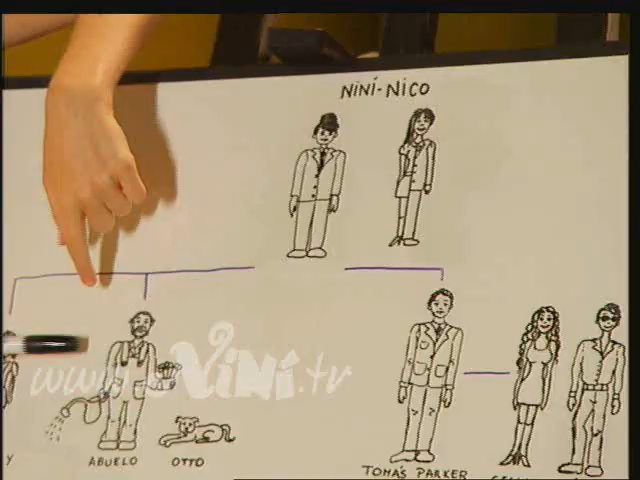 NINÍ-NICO
www.NINÍ.tv
Y
ABUELO
OTTO
TOMÁS PARKER